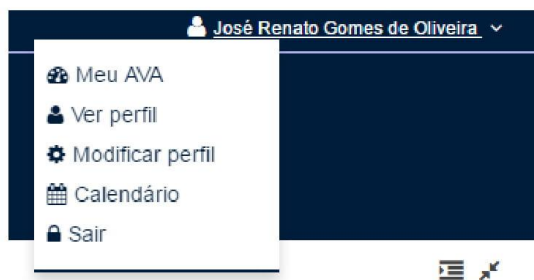 José Renato Gomes de Oliveira
Meu AVA
Ver perfil
Modificar perfil
Calendário
Sair